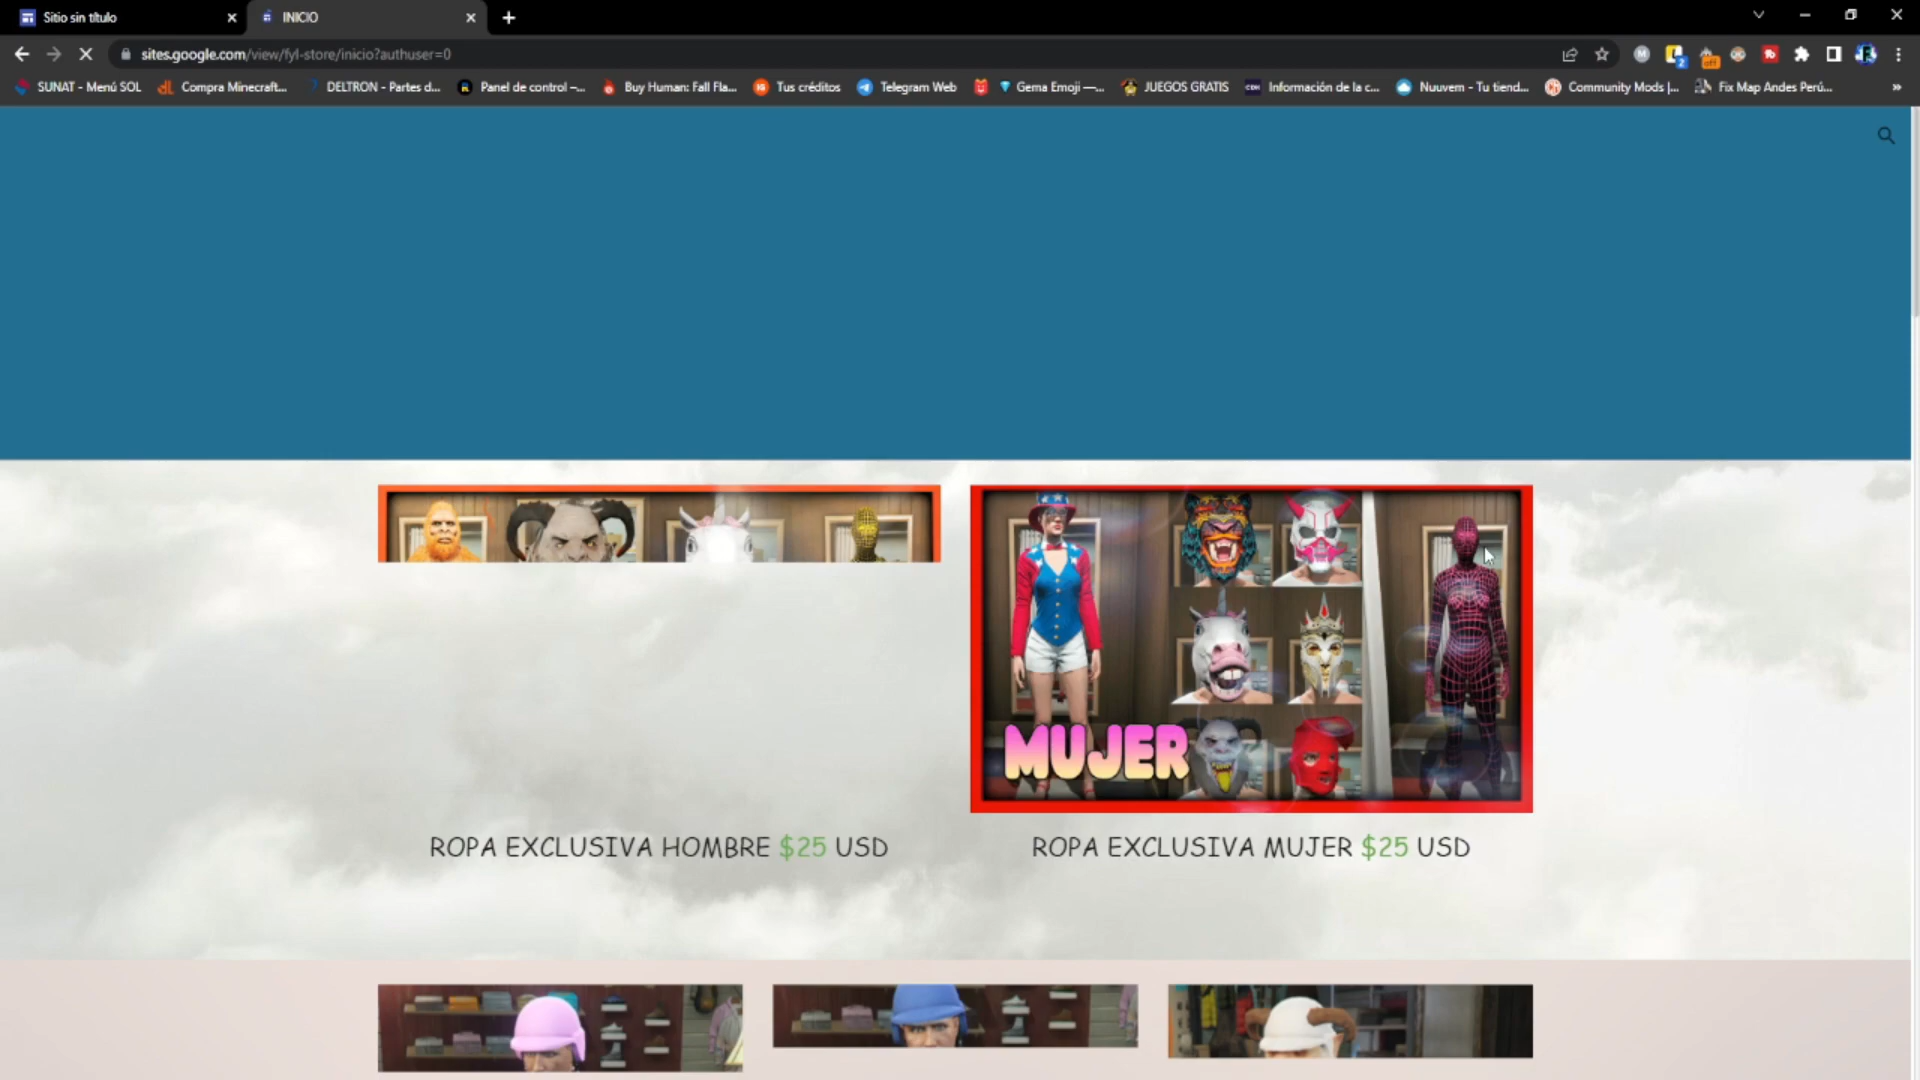 Sitio sin título
INICIO
sites.google.com/view/fyl-store/inicio?authuser=0
off
2
SUNAT - Menú SOL
Compra Minecraft...
DELTRON - Partes d...
Panel de control –...
Buy Human: Fall Fla...
Tus créditos
Telegram Web
Gema Emoji —...
JUEGOS GRATIS
Información de la c...
Nuuvem - Tu tiend...
Community Mods |...
Fix Map Andes Perú...
MUJER
ROPA EXCLUSIVA HOMBRE $25 USD
ROPA EXCLUSIVA MUJER $25 USD